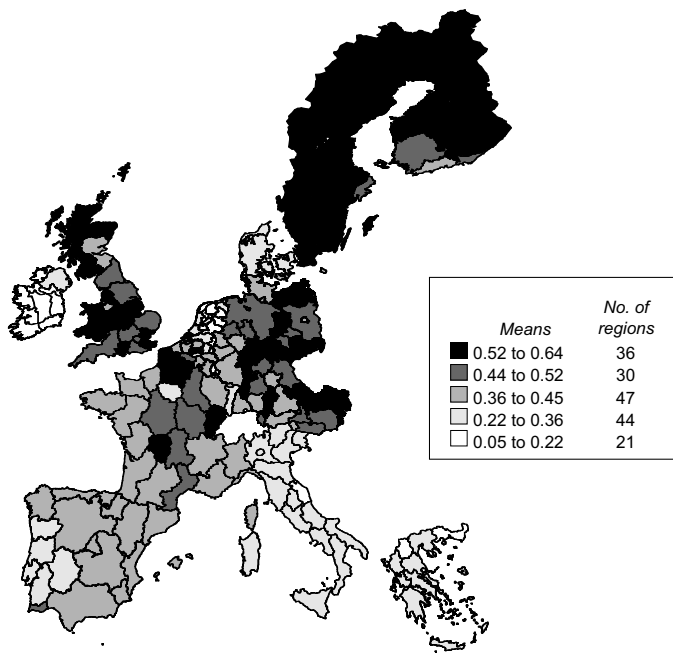 No. of
Means regions
0.52 to 0.64 36
0.44 to 0.52 30
0.36 to 0.45 47
0.22 to 0.36 44
0.05 to 0.22 21